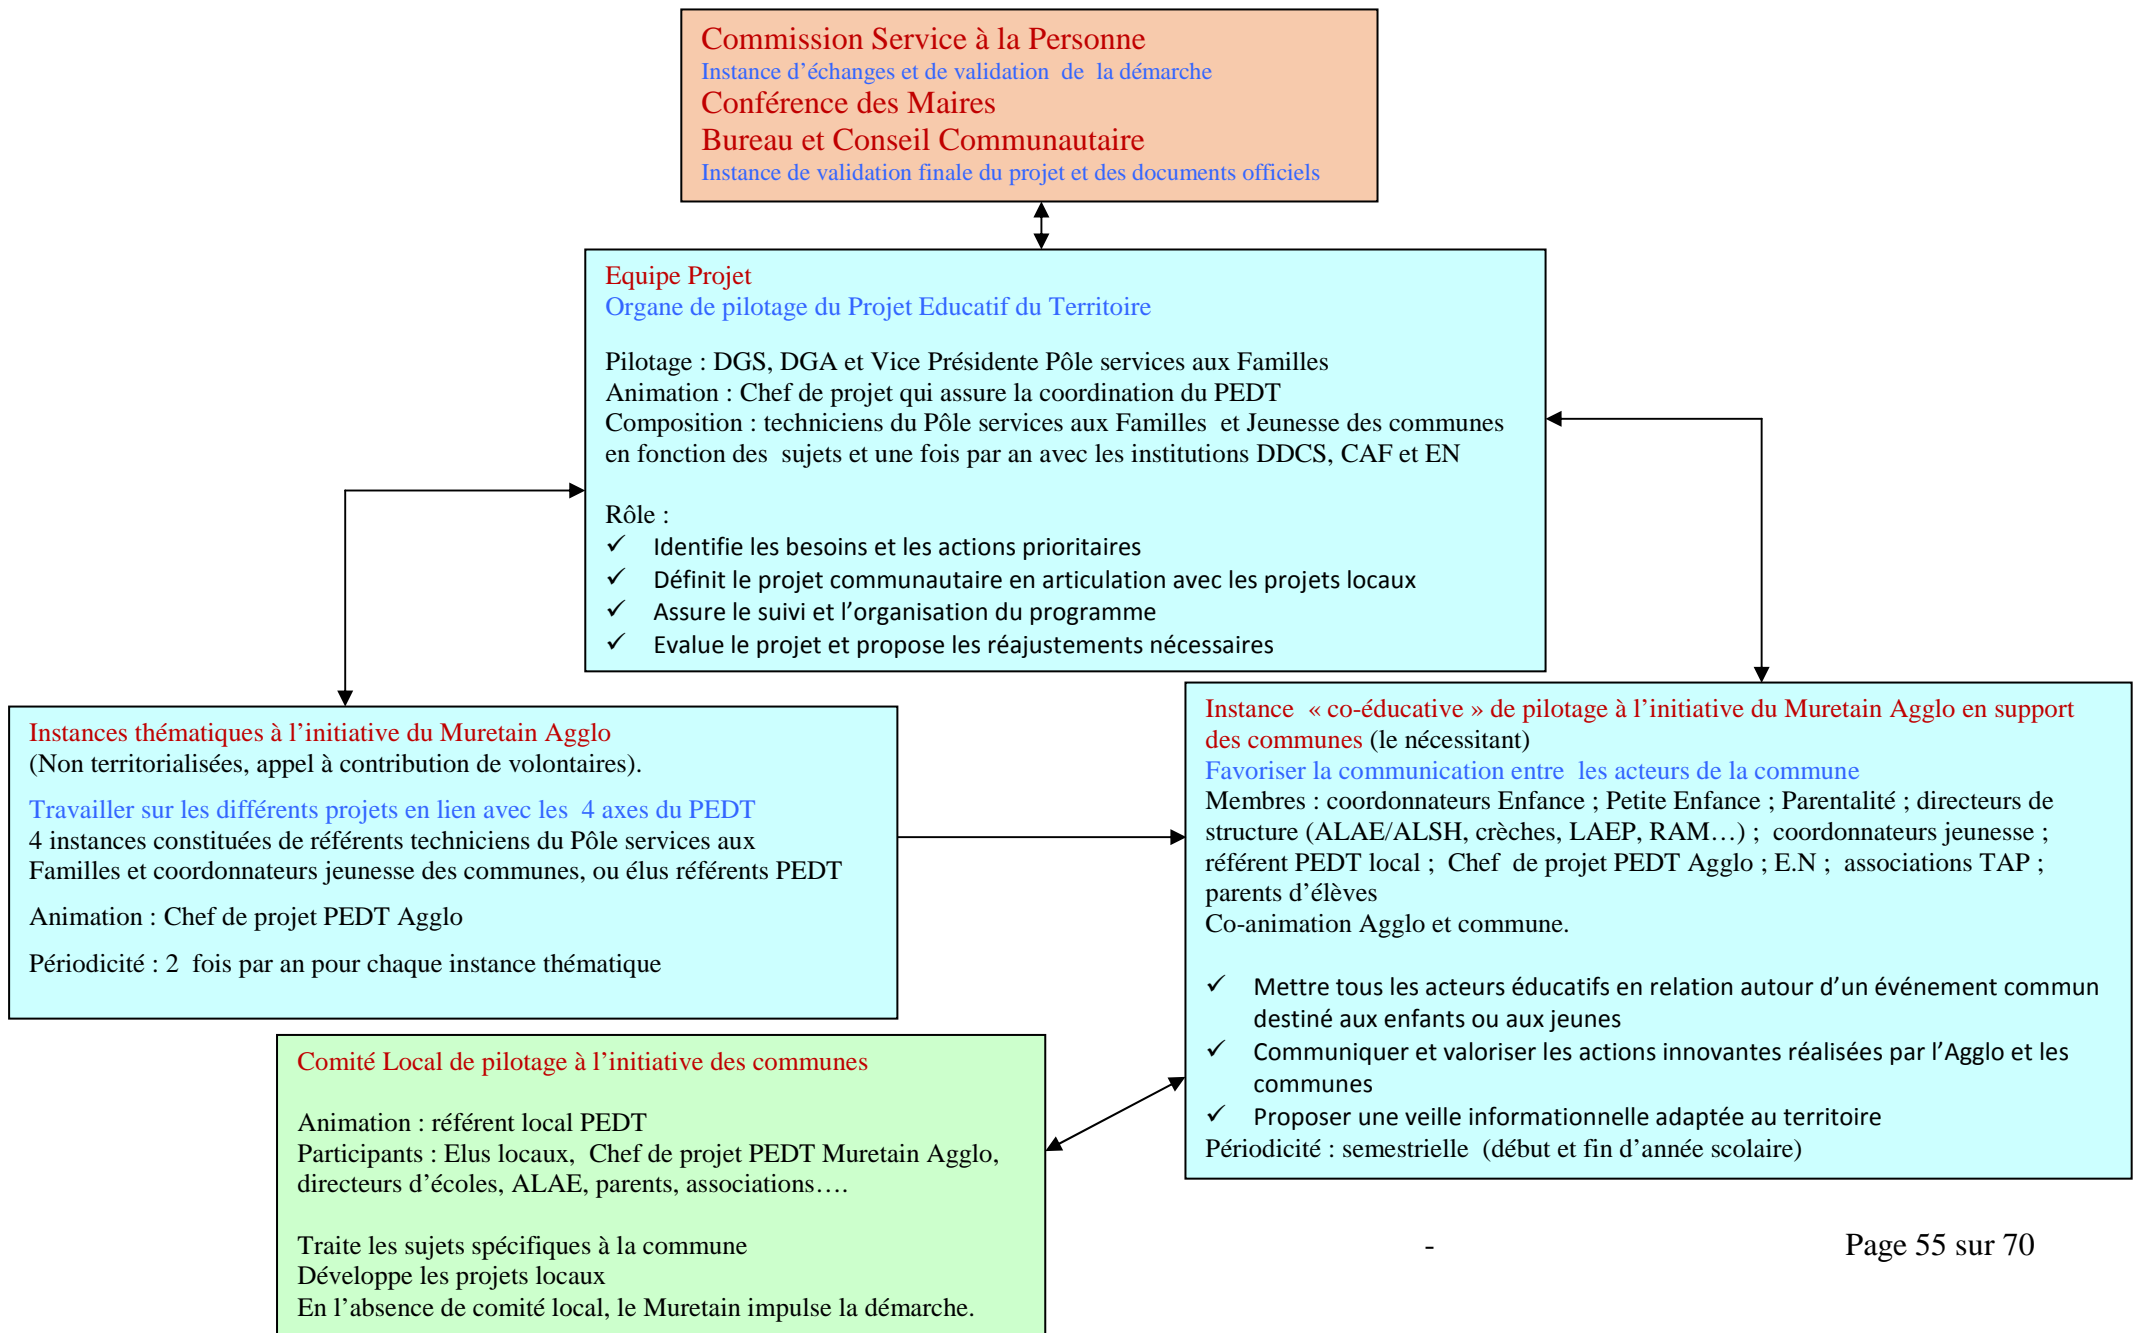 Commission Service à la Personne
Instance d’échanges et de validation de la démarche
Conférence des Maires
Bureau et Conseil Communautaire
Instance de validation finale du projet et des documents officiels
Equipe Projet
Organe de pilotage du Projet Educatif du Territoire
Pilotage : DGS, DGA et Vice Présidente Pôle services aux Familles
Animation : Chef de projet qui assure la coordination du PEDT
Composition : techniciens du Pôle services aux Familles et Jeunesse des communes
en fonction des sujets et une fois par an avec les institutions DDCS, CAF et EN
Rôle :
✓ Identifie les besoins et les actions prioritaires
✓ Définit le projet communautaire en articulation avec les projets locaux
✓ Assure le suivi et l’organisation du programme
✓ Evalue le projet et propose les réajustements nécessaires
Instances thématiques à l’initiative du Muretain Agglo
(Non territorialisées, appel à contribution de volontaires).
Travailler sur les différents projets en lien avec les 4 axes du PEDT
4 instances constituées de référents techniciens du Pôle services aux
Familles et coordonnateurs jeunesse des communes, ou élus référents PEDT
Animation : Chef de projet PEDT Agglo
Périodicité : 2 fois par an pour chaque instance thématique
Instance « co-éducative » de pilotage à l’initiative du Muretain Agglo en support
des communes (le nécessitant)
Favoriser la communication entre les acteurs de la commune
Membres : coordonnateurs Enfance ; Petite Enfance ; Parentalité ; directeurs de
structure (ALAE/ALSH, crèches, LAEP, RAM…) ; coordonnateurs jeunesse ;
référent PEDT local ; Chef de projet PEDT Agglo ; E.N ; associations TAP ;
parents d’élèves
Co-animation Agglo et commune.
✓ Mettre tous les acteurs éducatifs en relation autour d’un événement commun
destiné aux enfants ou aux jeunes
✓ Communiquer et valoriser les actions innovantes réalisées par l’Agglo et les
communes
✓ Proposer une veille informationnelle adaptée au territoire
Périodicité : semestrielle (début et fin d’année scolaire)
Comité Local de pilotage à l’initiative des communes
Animation : référent local PEDT
Participants : Elus locaux, Chef de projet PEDT Muretain Agglo,
directeurs d’écoles, ALAE, parents, associations….
Traite les sujets spécifiques à la commune
Développe les projets locaux
En l’absence de comité local, le Muretain impulse la démarche.
- Page 55 sur 70